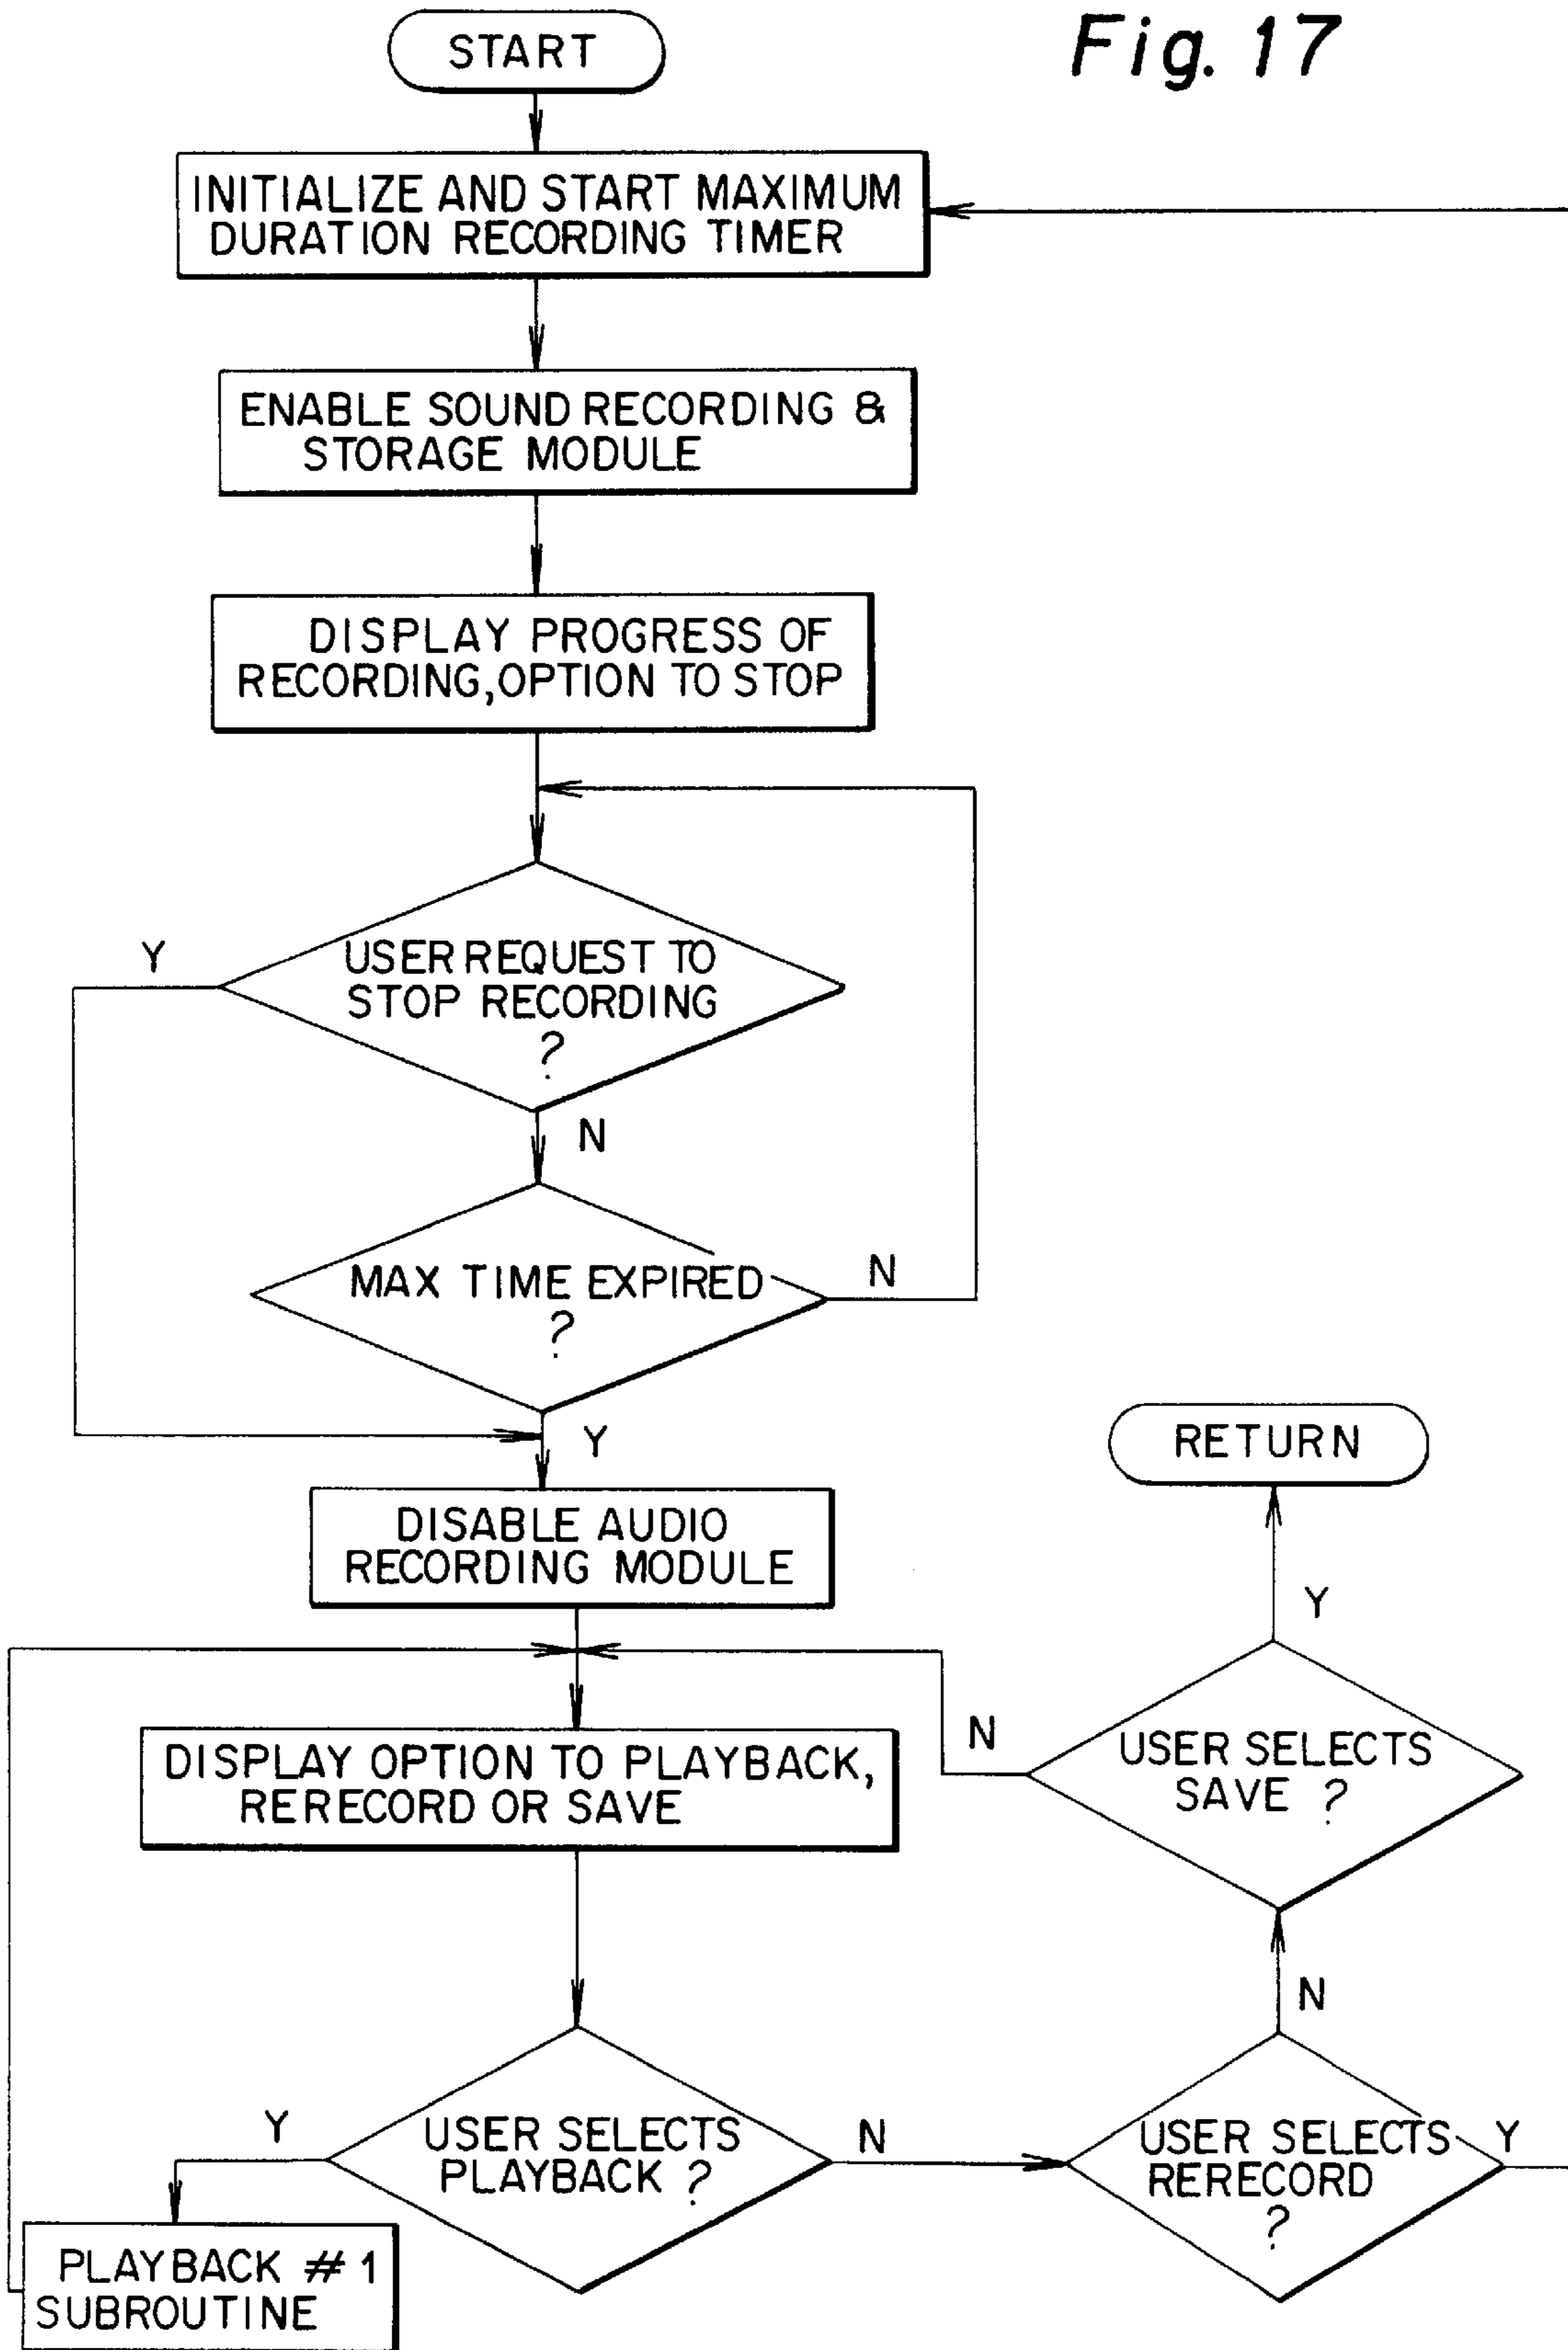 Fig. 17
START
INITIALIZE AND START MAXIMUM
DURATION RECORDING TIMER
ENABLE SOUND RECORDING &
STORAGE MODULE
DISPLAY PROGRESS OF
RECORDING, OPTION TO STOP
USER REQUEST TO
STOP RECORDING
?
Y
N
MAX TIME EXPIRED
?
N
Y
DISABLE AUDIO
RECORDING MODULE
DISPLAY OPTION TO PLAYBACK,
RERECORD OR SAVE
USER SELECTS
PLAYBACK ?
Y
N
PLAYBACK # 1
SUBROUTINE
USER SELECTS
RERECORD
?
Y
N
USER SELECTS
SAVE ?
N
Y
RETURN